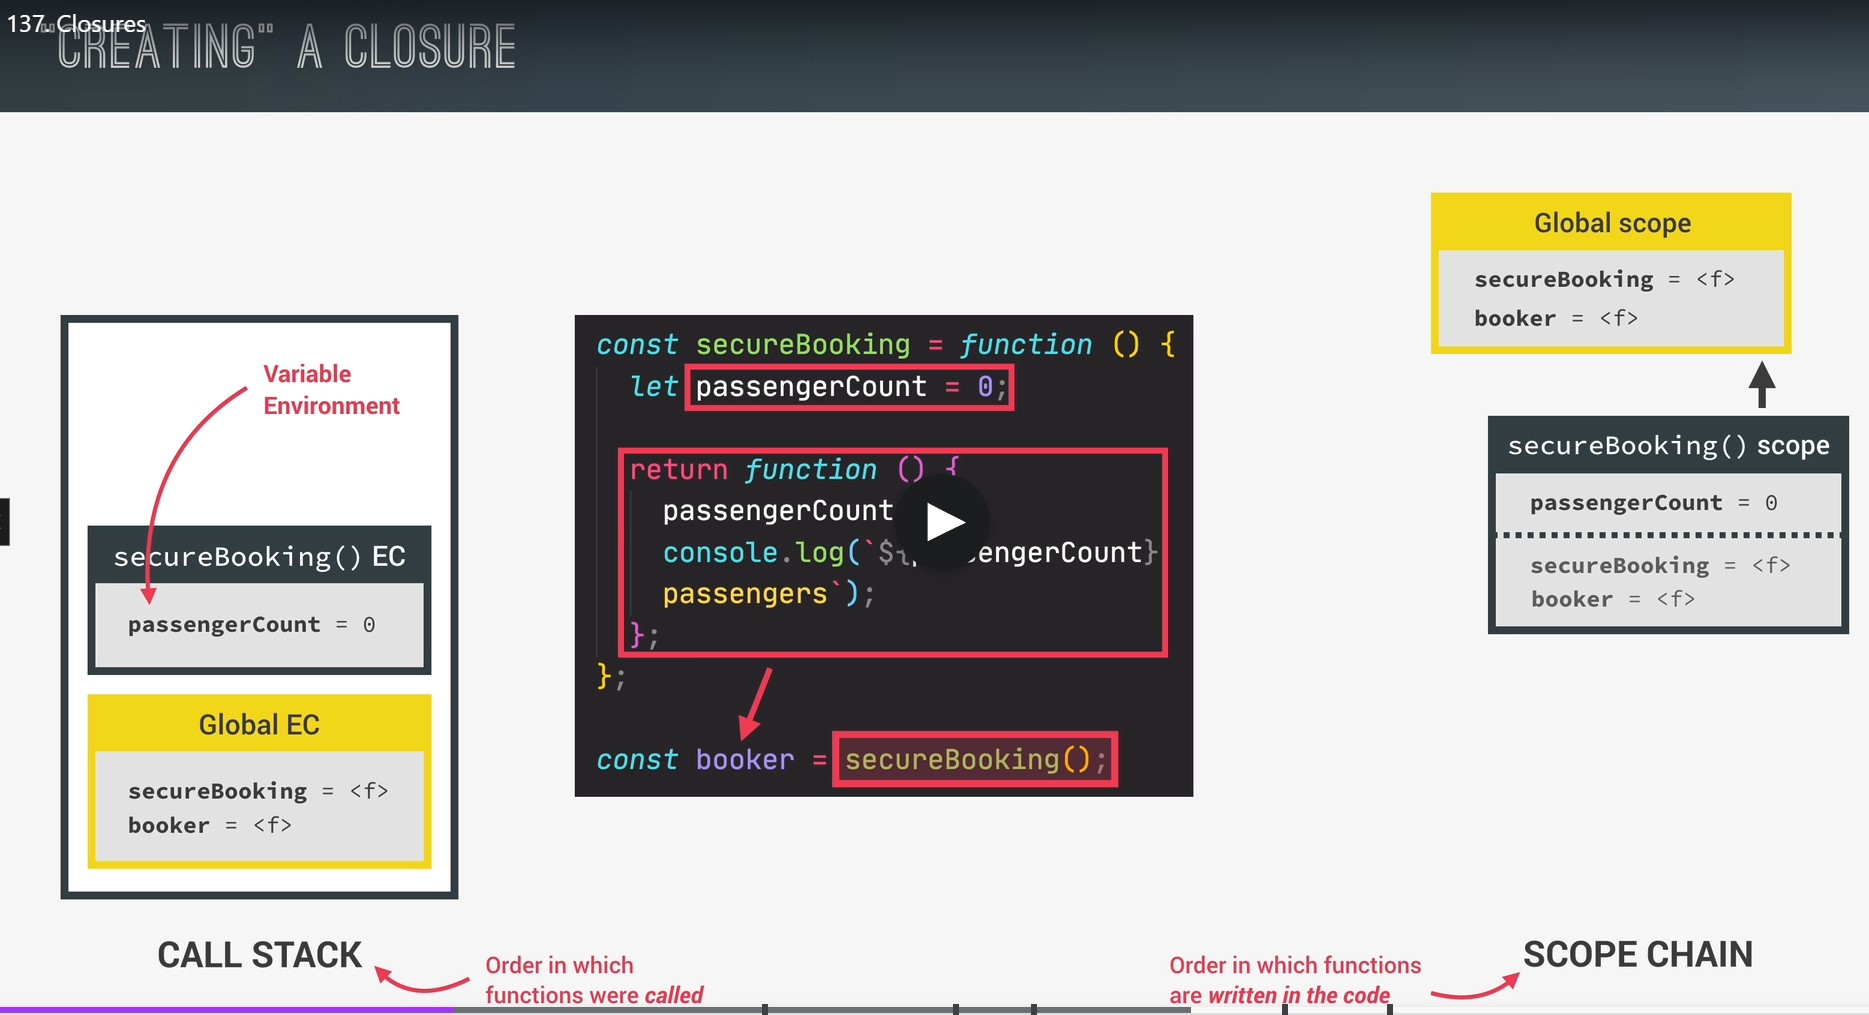 137. Closures
"CREATING" A CLOSURE
Variable
Environment
secureBooking() EC
passengerCount = 0
Global EC
secureBooking = <f>
booker = <f>
CALL STACK
Order in which
functions were called
const secureBooking = function () {
let passengerCount = 0;
return function () {
passengerCount
console.log(`${ engerCount}
passengers`);
};
};
const booker = secureBooking();
Global scope
secureBooking = <f>
booker = <f>
secureBooking() scope
passengerCount = 0
secureBooking = <f>
booker = <f>
SCOPE CHAIN
Order in which functions
are written in the code